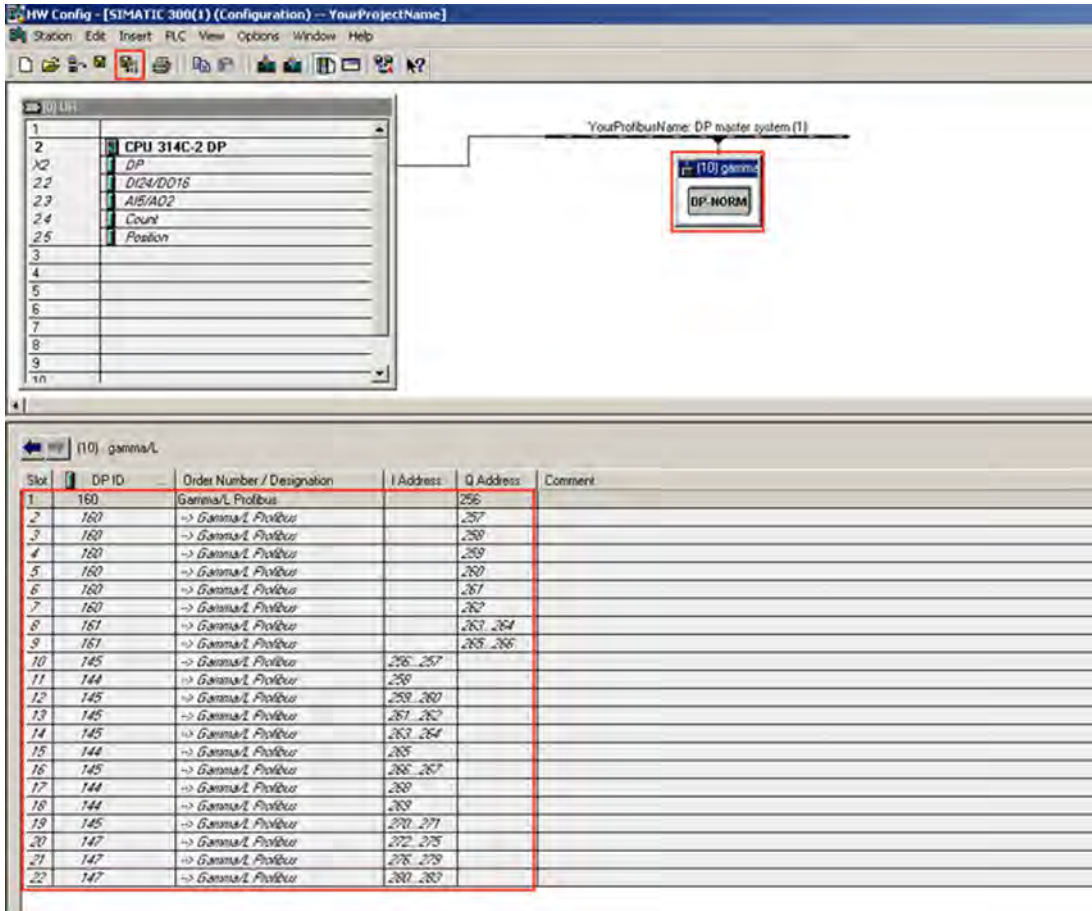 HW Config - [SIMATIC 300(1) (Configuration) -- YourProjectName]
Station Edit Insert PLC View Options Window Help
(0) UR
1
2 CPU 314C-2 DP
X2 DP
2.2 DI24/DO16
2.3 AI5/AO2
2.4 Count
2.5 Position
3
4
5
6
7
8
9
10
YourProfibusName: DP master system (1)
(10) gamma
DP-NORM
(10) gamma/L
Slot DP ID ... Order Number / Designation I Address Q Address Comment
1 160 Gamma/L Profibus 256
2 160 --> Gamma/L Profibus 257
3 160 --> Gamma/L Profibus 258
4 160 --> Gamma/L Profibus 259
5 160 --> Gamma/L Profibus 260
6 160 --> Gamma/L Profibus 261
7 160 --> Gamma/L Profibus 262
8 161 --> Gamma/L Profibus 263...264
9 161 --> Gamma/L Profibus 265...266
10 145 --> Gamma/L Profibus 256...257
11 144 --> Gamma/L Profibus 258
12 145 --> Gamma/L Profibus 259...260
13 145 --> Gamma/L Profibus 261...262
14 145 --> Gamma/L Profibus 263...264
15 144 --> Gamma/L Profibus 265
16 145 --> Gamma/L Profibus 266...267
17 144 --> Gamma/L Profibus 268
18 144 --> Gamma/L Profibus 269
19 145 --> Gamma/L Profibus 270...271
20 147 --> Gamma/L Profibus 272...275
21 147 --> Gamma/L Profibus 276...279
22 147 --> Gamma/L Profibus 280...283